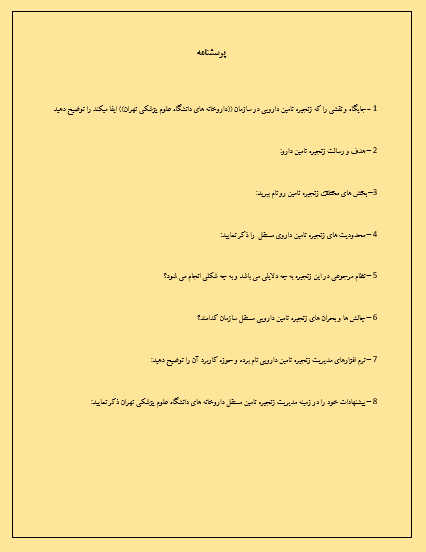 پرسشنامه
1 –جایگاه و نقشی را که زنجیره تامین دارویی در سازمان ((داروخانه های دانشگاه علوم پزشکی تهران)) ایفا میکند را توضیح دهید.
2 –هدف و رسالت زنجیره تامین دارو:
3–بخش های مختلف زنجیره تامین رو نام ببرید:
4 –محدودیت های زنجیره تامین داروی مستقل را ذکر نمایید:
5 –نظام مرجوعی در این زنجیره به چه دلایلی می باشد و به چه شکلی انجام می شود؟
6 –چالش ها و بحران های زنجیره تامین دارویی مستقل سازمان کدامند؟
7 –نرم افزارهای مدیریت زنجیره تامین دارویی نام برده و حوزه کاربرد آن را توضیح دهید:
8 –پیشنهادات خود را در زمینه مدیریت زنجیره تامین مستقل داروخانه های دانشگاه علوم پزشکی تهران ذکر نمایید: